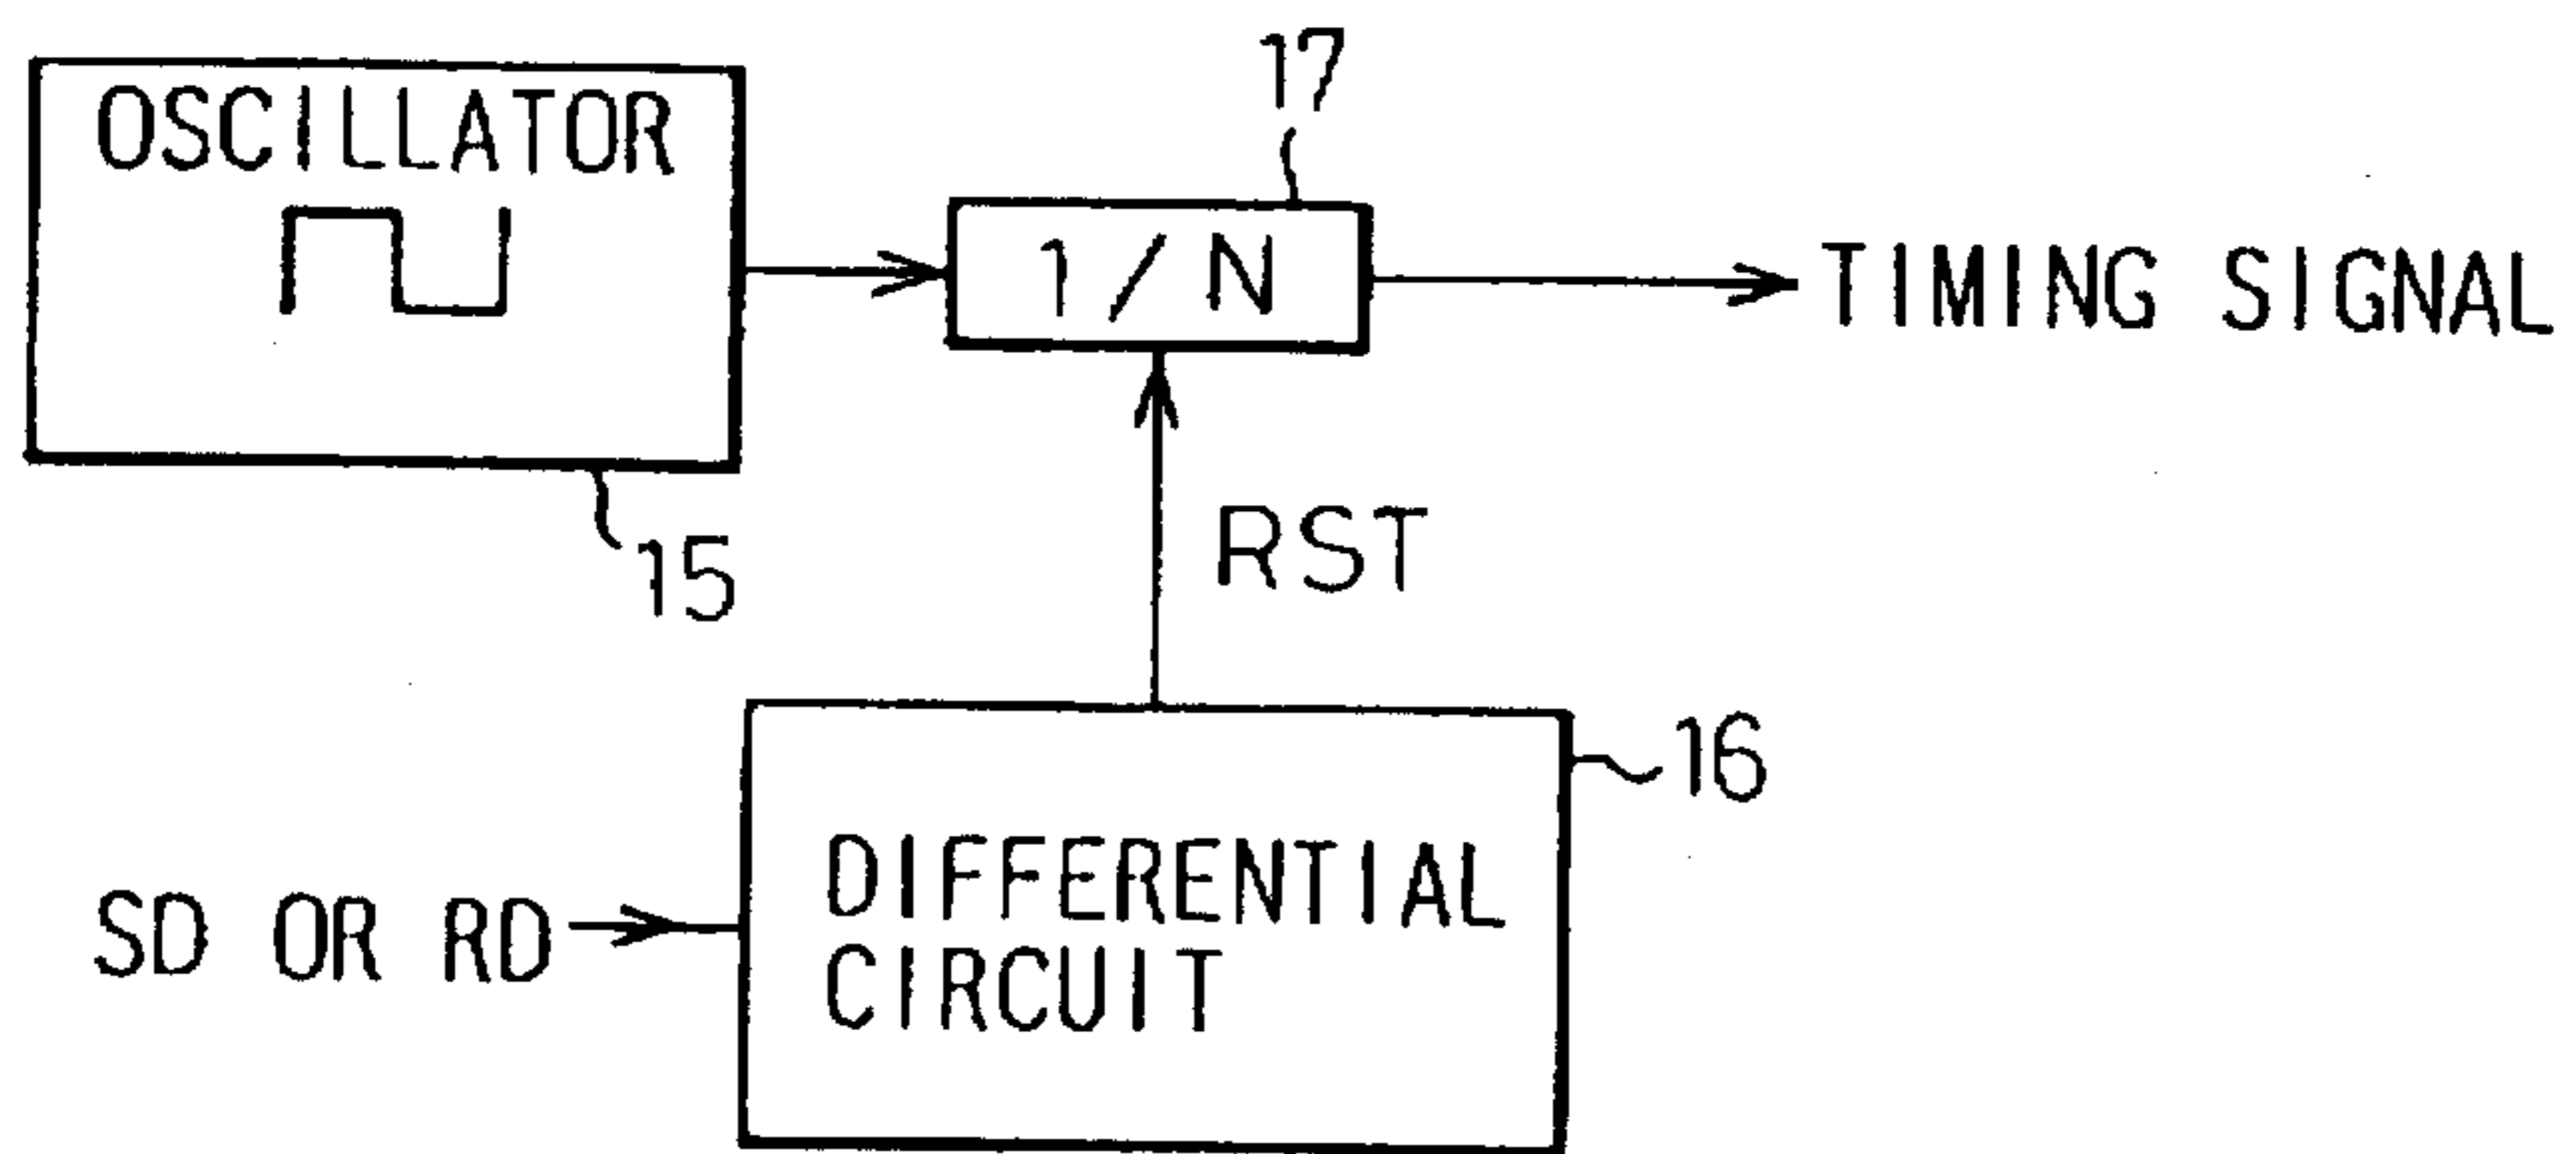 OSCILLATOR
17
1/N
TIMING SIGNAL
15
RST
16
SD OR RD
DIFFERENTIAL
CIRCUIT